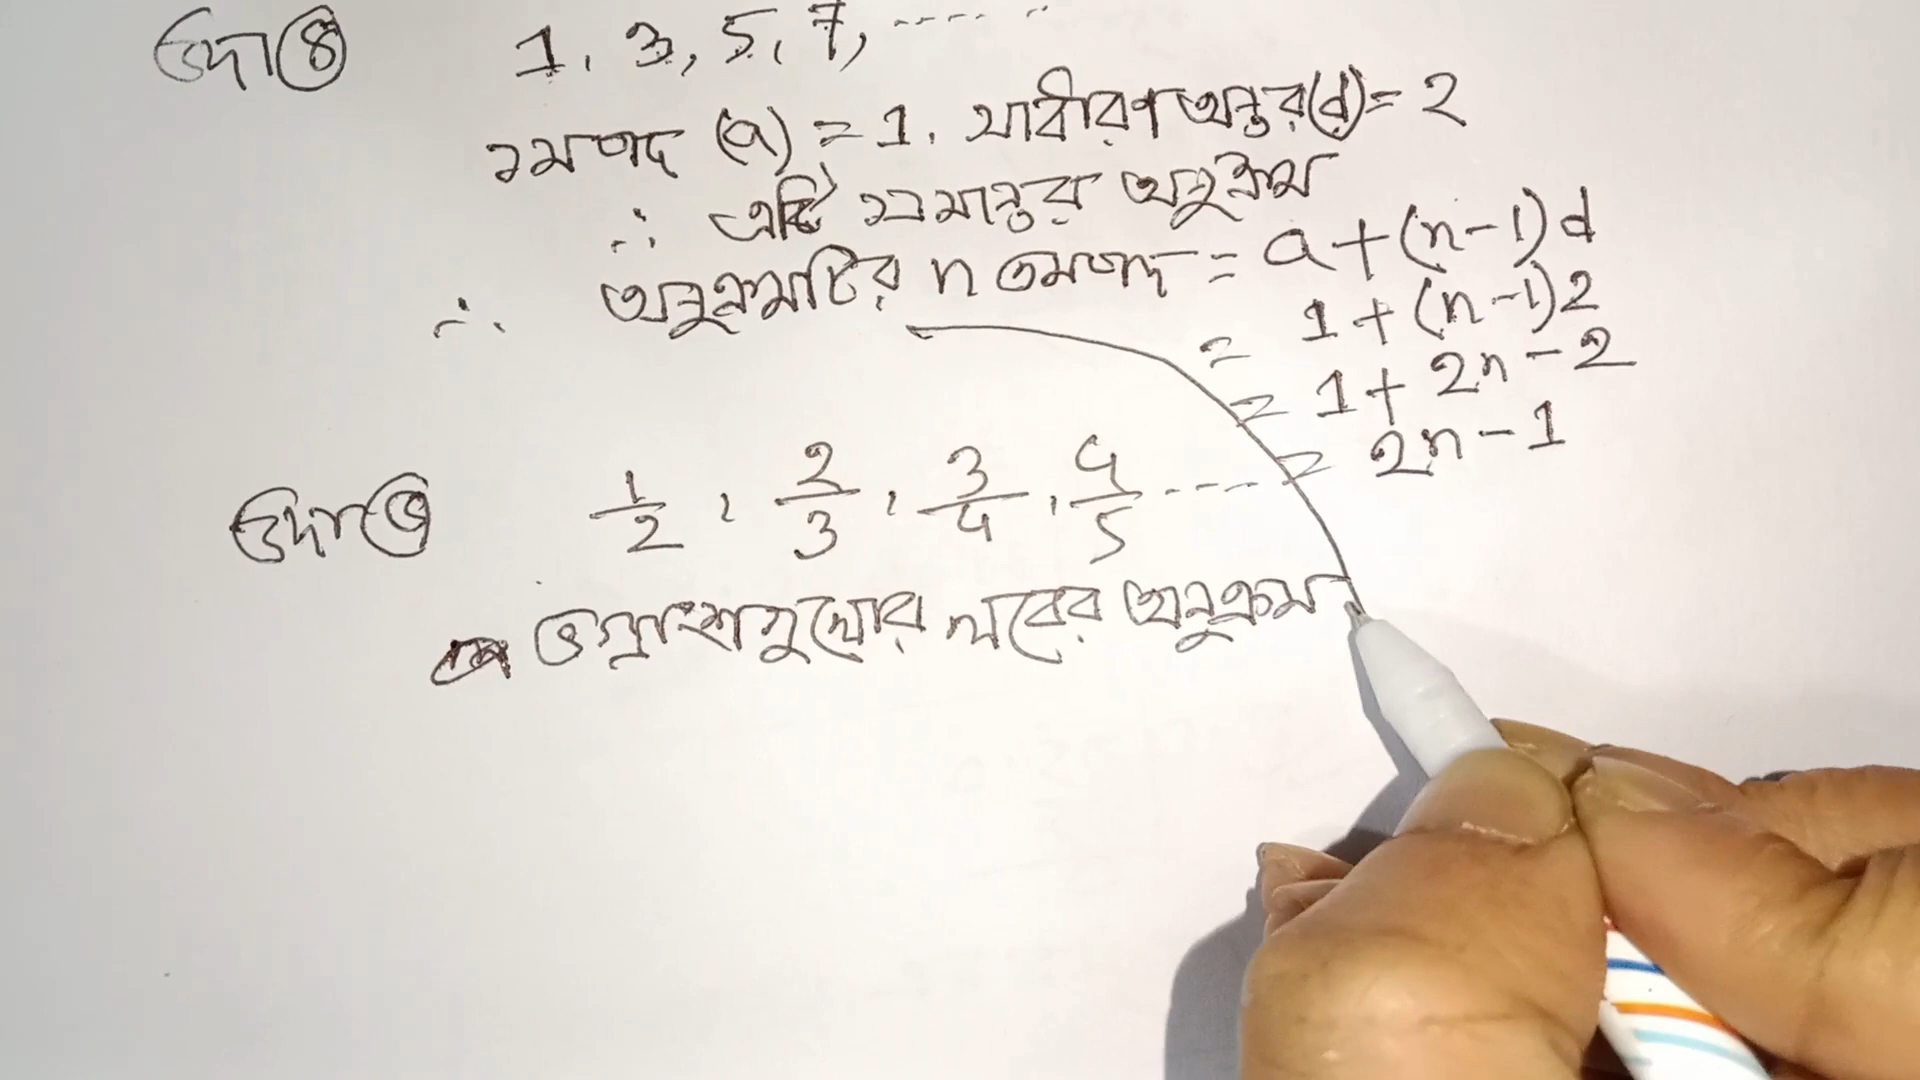 উদা ৪ 1, 3, 5, 7, ........
১ম পদ (a) = 1, সাধারণ অন্তর (d) = 2
∴ এটি সমান্তর অনুক্রম
∴ অনুক্রমটির n তম পদ = a + (n-1)d
= 1 + (n-1)2
= 1 + 2n - 2
= 2n - 1
উদা ৬ 1/2, 2/3, 3/4, 4/5 ....
ভগ্নাংশগুলোর লবের অনুক্রম